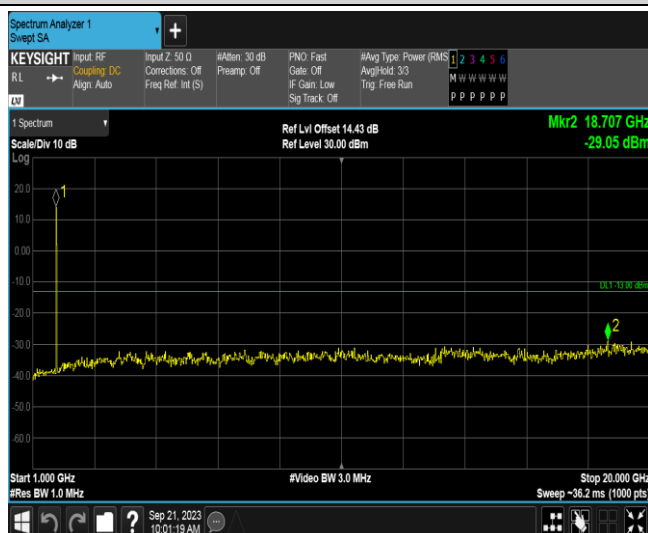 Spectrum Analyzer 1
Swept SA
+
KEYSIGHT
RL
LXI
Input: RF
Coupling: DC
Align: Auto
Input Z: 50 Ω
Corrections: Off
Freq Ref: Int (S)
#Atten: 30 dB
Preamp: Off
PNO: Fast
Gate: Off
IF Gain: Low
Sig Track: Off
#Avg Type: Power (RMS
Avg|Hold: 3/3
Trig: Free Run
1 2 3 4 5 6
M W W W W W
P P P P P P
1 Spectrum
Scale/Div 10 dB
Log
Ref Lvl Offset 14.43 dB
Ref Level 30.00 dBm
Mkr2 18.707 GHz
-29.05 dBm
1
20.0
10.0
0.00
-10.0
DL1 -13.00 dBm
2
-20.0
-30.0
-40.0
-50.0
-60.0
Start 1.000 GHz
#Res BW 1.0 MHz
#Video BW 3.0 MHz
Stop 20.000 GHz
Sweep ~36.2 ms (1000 pts)
?
Sep 21, 2023
10:01:19 AM